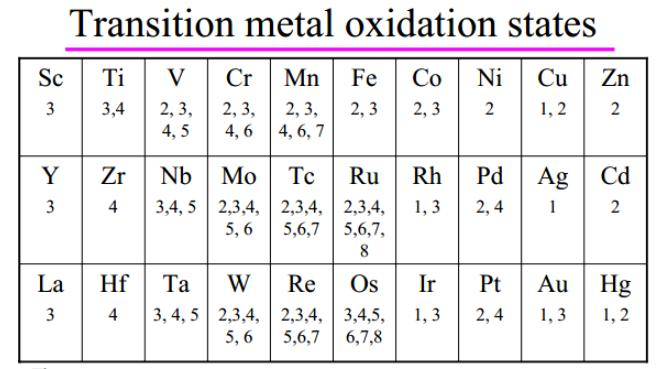 Transition metal oxidation states
Sc Ti V Cr Mn Fe Co Ni Cu Zn
3 3,4 2, 3, 2, 3, 2, 3, 2, 3 2, 3 2 1, 2 2
4, 5 4, 6 4, 6, 7
Y Zr Nb Mo Tc Ru Rh Pd Ag Cd
3 4 3,4, 5 2,3,4, 2,3,4, 2,3,4, 1, 3 2, 4 1 2
5, 6 5,6,7 5,6,7,
8
La Hf Ta W Re Os Ir Pt Au Hg
3 4 3, 4, 5 2,3,4, 2,3,4, 3,4,5, 1, 3 2, 4 1, 3 1, 2
5, 6 5,6,7 6,7,8